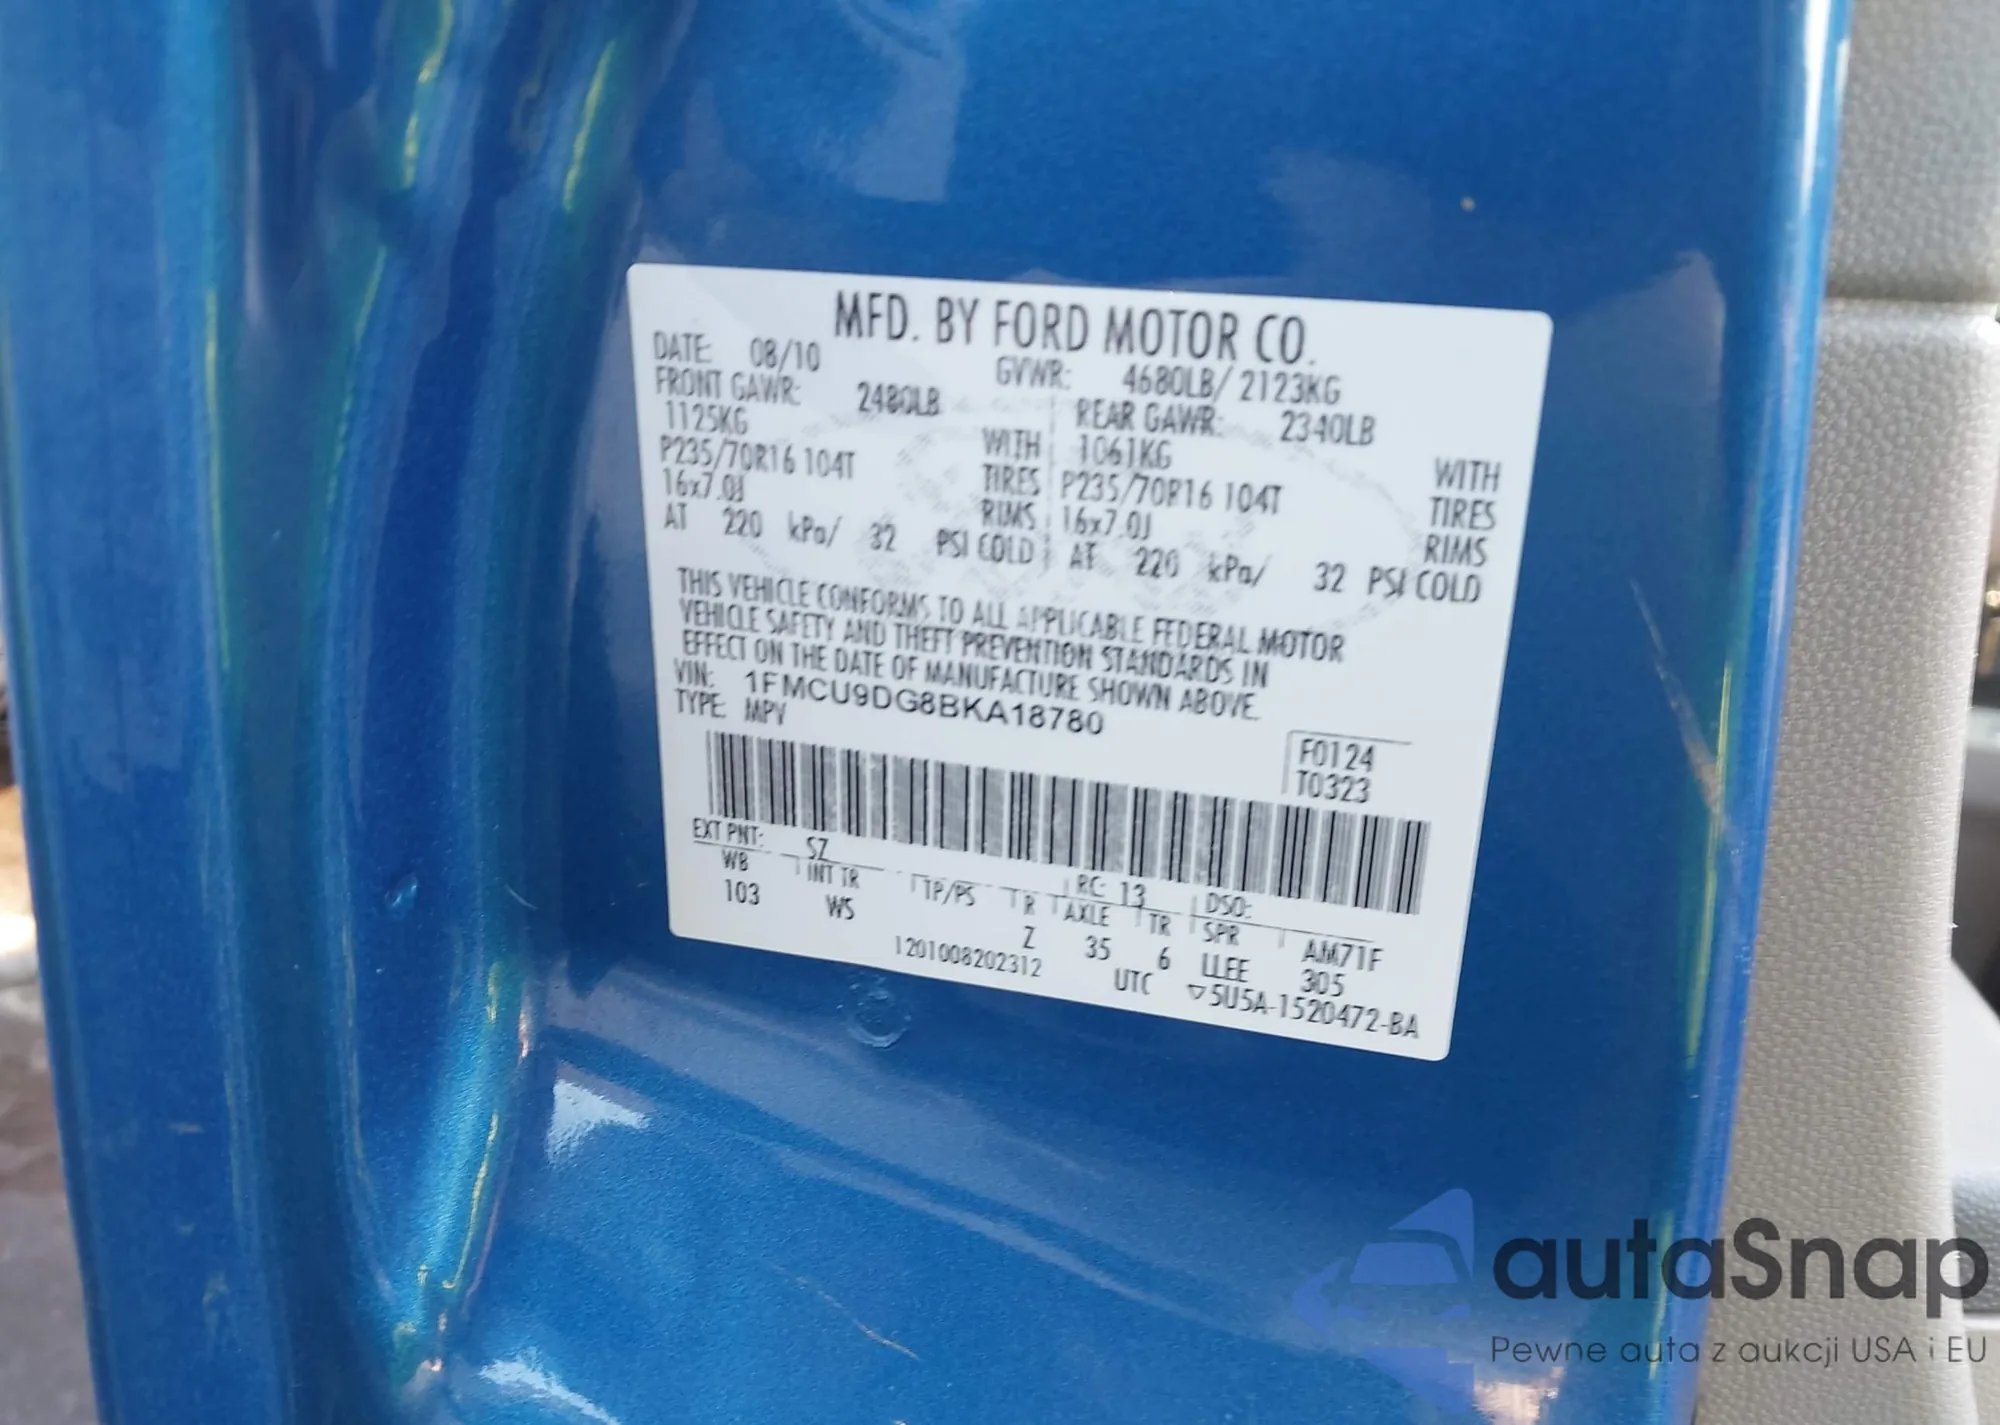 MFD. BY FORD MOTOR CO.
DATE: 08/10 GVWR: 4680LB/ 2123KG
FRONT GAWR: 2480LB REAR GAWR: 2340LB
1125KG WITH 1061KG WITH
P235/70R16 104T TIRES P235/70R16 104T TIRES
16x7.0J RIMS 16x7.0J RIMS
AT 220 kPa/ 32 PSI COLD AT 220 kPa/ 32 PSI COLD
THIS VEHICLE CONFORMS TO ALL APPLICABLE FEDERAL MOTOR
VEHICLE SAFETY AND THEFT PREVENTION STANDARDS IN
EFFECT ON THE DATE OF MANUFACTURE SHOWN ABOVE.
VIN: 1FMCU9DG8BKA18780
TYPE: MPV
F0124
T0323
EXT PNT: SZ RC: 13 DSO:
WB INT TR TP/PS R AXLE TR SPR AM71F
103 WS Z 35 6 LLEE 305
1201008202312 UTC ▽5U5A-1520472-BA
autaSnap
Pewne auta z aukcji USA i EU